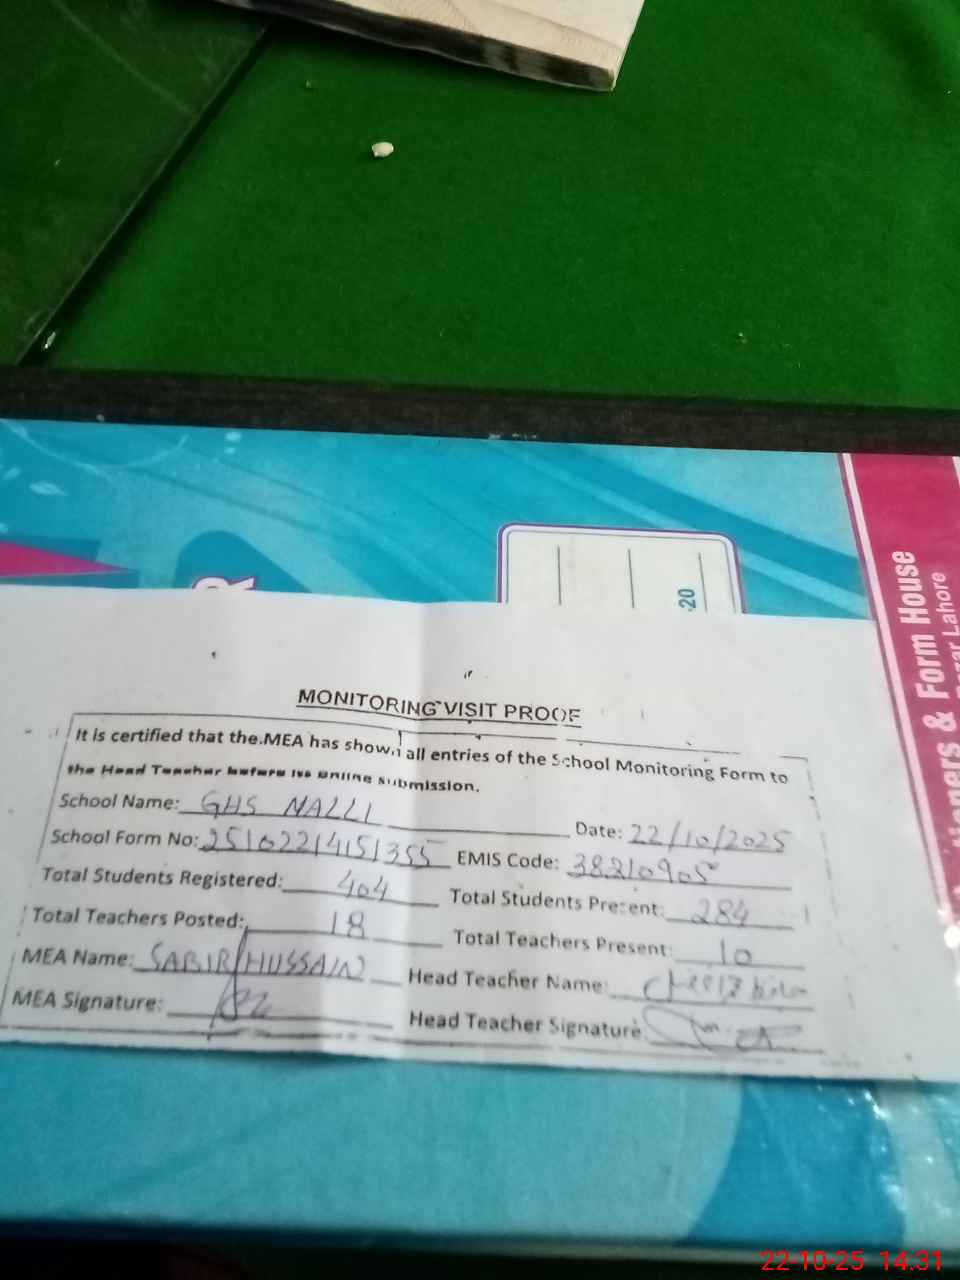 20
ners & Form House
Bazar Lahore
MONITORING VISIT PROOF
It is certified that the MEA has shown all entries of the School Monitoring Form to
the Head Teacher before its online submission.
School Name: GHS NALLI Date: 22/10/2025
School Form No: 25102214151355 EMIS Code: 38210905
Total Students Registered: 404 Total Students Present: 284
Total Teachers Posted: 18 Total Teachers Present: 10
MEA Name: SABIR HUSSAIN Head Teacher Name:
MEA Signature: Head Teacher Signature:
22-10-25 14:31